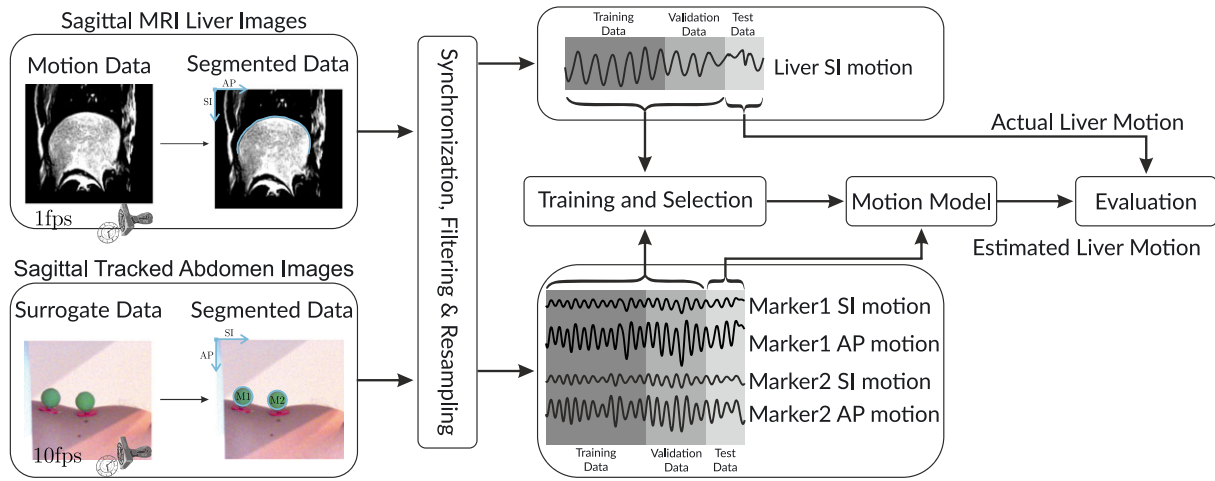 Sagittal MRI Liver Images
Motion Data
Segmented Data
AP
SI
1fps
Sagittal Tracked Abdomen Images
Surrogate Data
Segmented Data
SI
AP
M1
M2
10fps
Synchronization, Filtering & Resampling
Training
Data
Validation
Data
Test
Data
Liver SI motion
Actual Liver Motion
Training and Selection
Motion Model
Evaluation
Estimated Liver Motion
Marker1 SI motion
Marker1 AP motion
Marker2 SI motion
Marker2 AP motion
Training
Data
Validation
Data
Test
Data